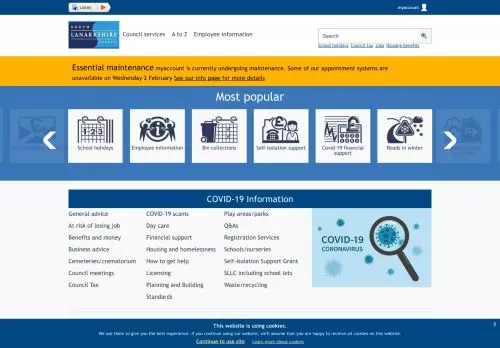 Listen
myaccount
SOUTH
LANARKSHIRE
COUNCIL
Council services A to Z Employee information
Search
School holidays Council tax Jobs Housing benefits
Essential maintenance myaccount is currently undergoing maintenance. Some of our appointment systems are
unavailable on Wednesday 2 February See our info page for more details
Most popular
School holidays
Employee information
Bin collections
Self-isolation support
Covid-19 financial
support
Roads in winter
COVID-19 Information
General advice
At risk of losing job
Benefits and money
Business advice
Cemeteries/crematorium
Council meetings
Council Tax
COVID-19 scams
Day care
Financial support
Housing and homelessness
How to get help
Licensing
Planning and Building
Standards
Play areas/parks
Q&As
Registration Services
Schools/nurseries
Self-Isolation Support Grant
SLLC including school lets
Waste/recycling
COVID-19
CORONAVIRUS
This website is using cookies.
X
We use them to give you the best experience. If you continue using our website, we'll assume that you are happy to receive all cookies on this website.
Continue to use site Learn more about cookies